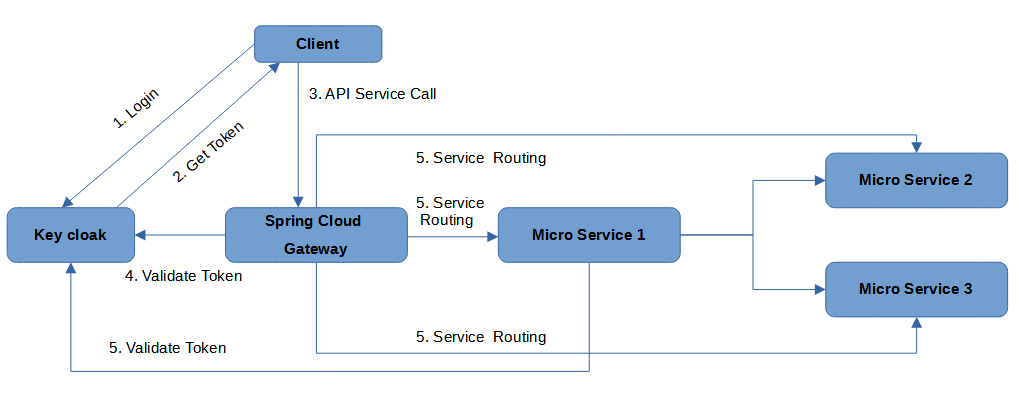 Client
3. API Service Call
1. Login
2. Get Token
5. Service  Routing
Micro Service 2
5. Service
Routing
Key cloak
Spring Cloud
Gateway
Micro Service 1
4. Validate Token
Micro Service 3
5. Service  Routing
5. Validate Token